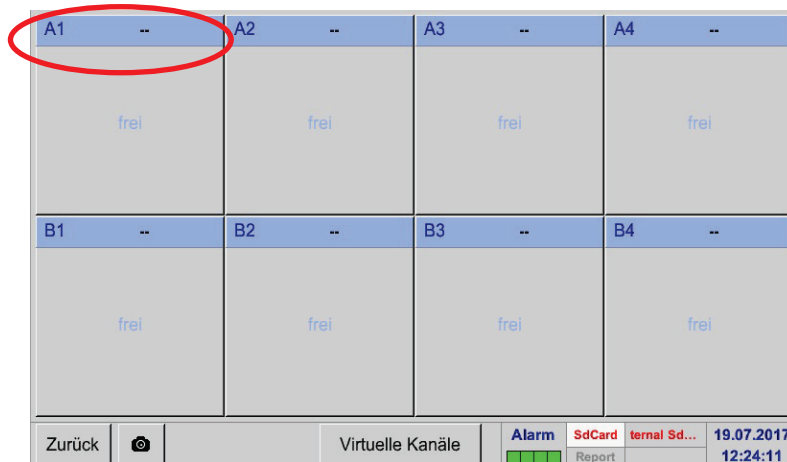 A1 -- A2 -- A3 -- A4 --
frei frei frei frei
B1 -- B2 -- B3 -- B4 --
frei frei frei frei
Zurück Virtuelle Kanäle Alarm SdCard ternal Sd... 19.07.2017
Report 12:24:11